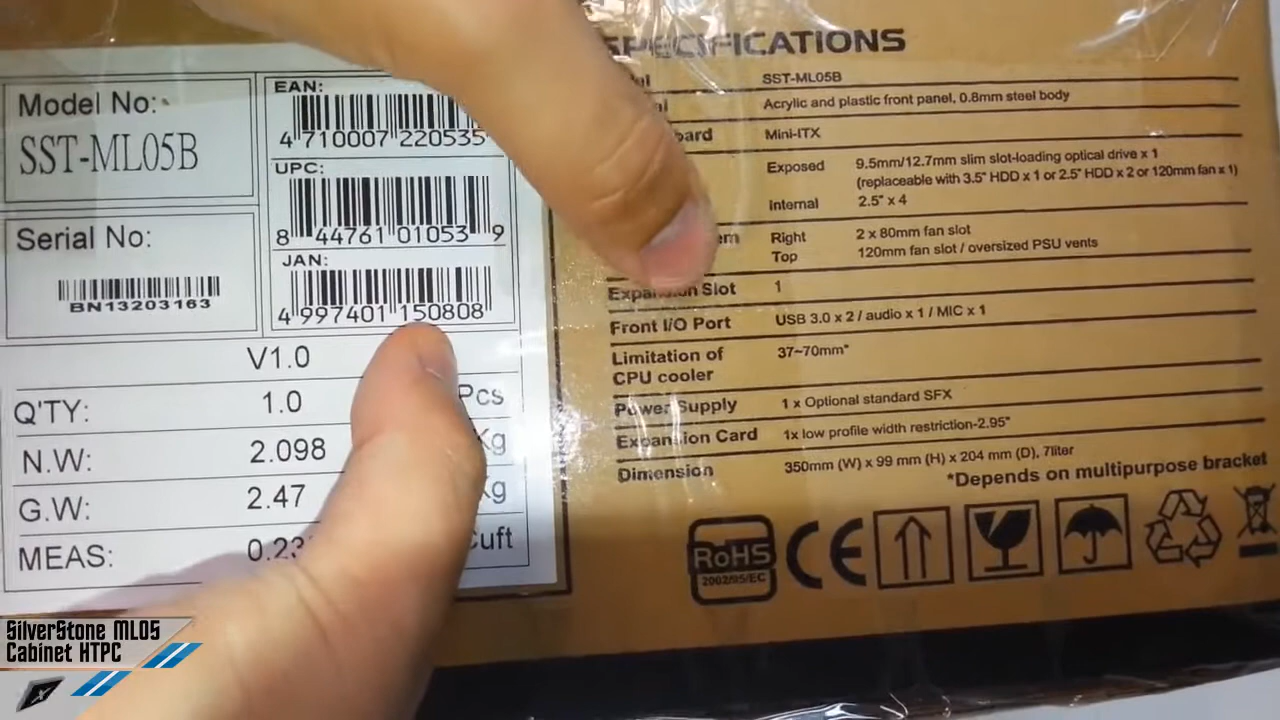 Model No:
SST-ML05B
Serial No:
BN13203163
EAN:
4 710007 220535
UPC:
8 44761 01053 9
JAN:
4 997401 150808
V1.0
Q'TY: 1.0 Pcs
N.W: 2.098 Kg
G.W: 2.47 Kg
MEAS: Cuft
SPECIFICATIONS
SST-ML05B
Acrylic and plastic front panel, 0.8mm steel body
Mini-ITX
Exposed 9.5mm/12.7mm slim slot-loading optical drive x 1
(replaceable with 3.5" HDD x 1 or 2.5" HDD x 2 or 120mm fan x 1)
Internal 2.5" x 4
Right 2 x 80mm fan slot
Top 120mm fan slot / oversized PSU vents
Expansion Slot 1
Front I/O Port USB 3.0 x 2 / audio x 1 / MIC x 1
Limitation of 37~70mm*
CPU cooler
Power Supply 1 x Optional standard SFX
Expansion Card 1x low profile width restriction-2.95"
Dimension 350mm (W) x 99 mm (H) x 204 mm (D), 7liter
*Depends on multipurpose bracket
RoHS
2002/95/EC
CE
SilverStone ML05
Cabinet HTPC